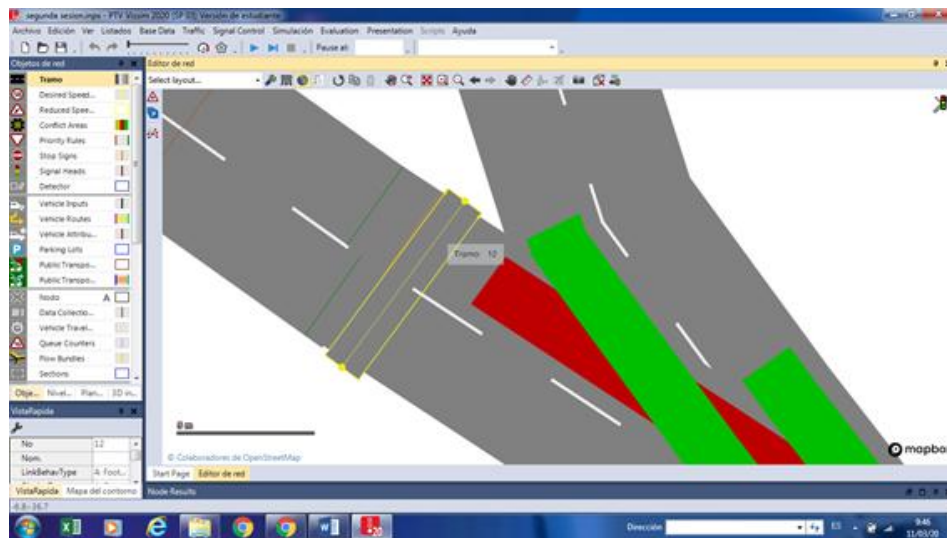 segunda sesion.inpx - PTV Vissim 2020 (SP 03) Versión de estudiante
Archivo Edición Ver Listados Base Data Traffic Signal Control Simulación Evaluation Presentation Scripts Ayuda
Pause at:
Objetos de red
Editor de red
Tramo
Select layout...
Desired Speed...
Reduced Spee...
Conflict Areas
Priority Rules
Stop Signs
Signal Heads
Detector
Vehicle Inputs
Vehicle Routes
Vehicle Attribu...
Parking Lots
Public Transpo...
Public Transpo...
Nodo A
Data Collectio...
Vehicle Travel...
Queue Counters
Flow Bundles
Sections
Tramo: 12
Obje... Nivel... Plan... 3D in...
VistaRapida
No 12
Nom.
LinkBehavType 4: Foot...
© Colaboradores de OpenStreetMap
mapbox
Start Page Editor de red
VistaRapida Mapa del contorno
Node Results
Dirección
ES
9:46
11/03/20